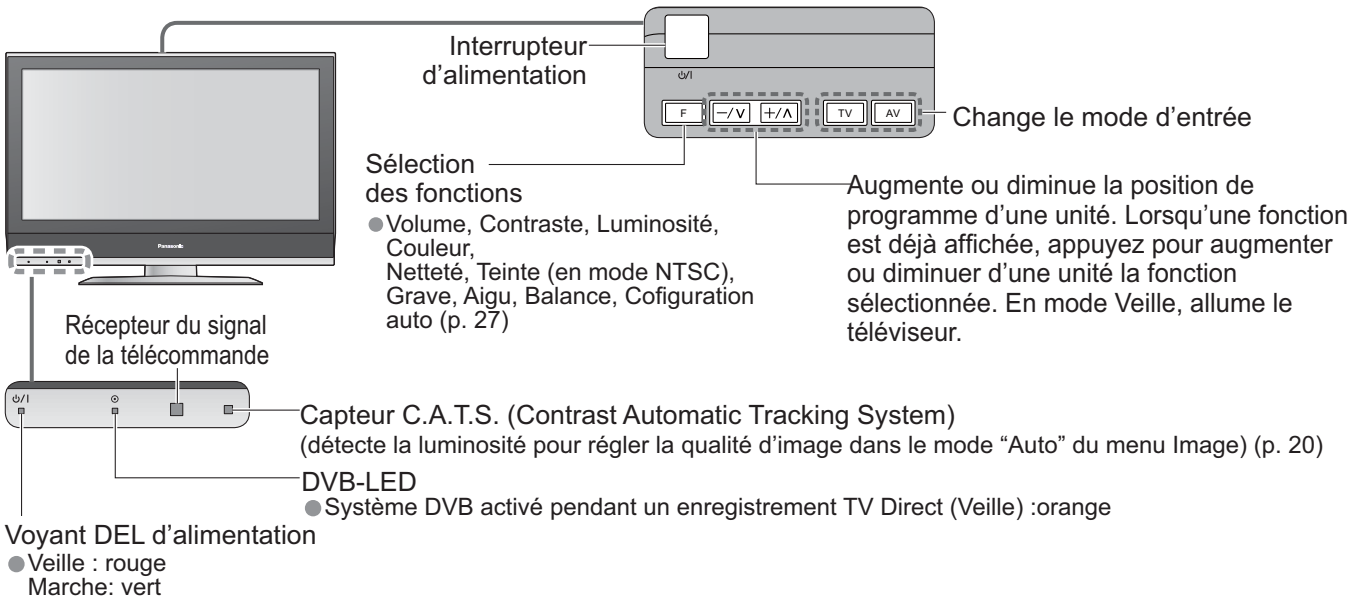 Interrupteur
d’alimentation
⏻/I
F
−/∨
+/∧
TV
AV
Change le mode d’entrée
Sélection
des fonctions
●Volume, Contraste, Luminosité,
Couleur,
Netteté, Teinte (en mode NTSC),
Grave, Aigu, Balance, Cofiguration
auto (p. 27)
Augmente ou diminue la position de
programme d’une unité. Lorsqu’une fonction
est déjà affichée, appuyez pour augmenter
ou diminuer d’une unité la fonction
sélectionnée. En mode Veille, allume le
téléviseur.
Panasonic
Récepteur du signal
de la télécommande
⏻/I
Capteur C.A.T.S. (Contrast Automatic Tracking System)
(détecte la luminosité pour régler la qualité d’image dans le mode “Auto” du menu Image) (p. 20)
DVB-LED
●Système DVB activé pendant un enregistrement TV Direct (Veille) :orange
Voyant DEL d’alimentation
●Veille : rouge
Marche: vert